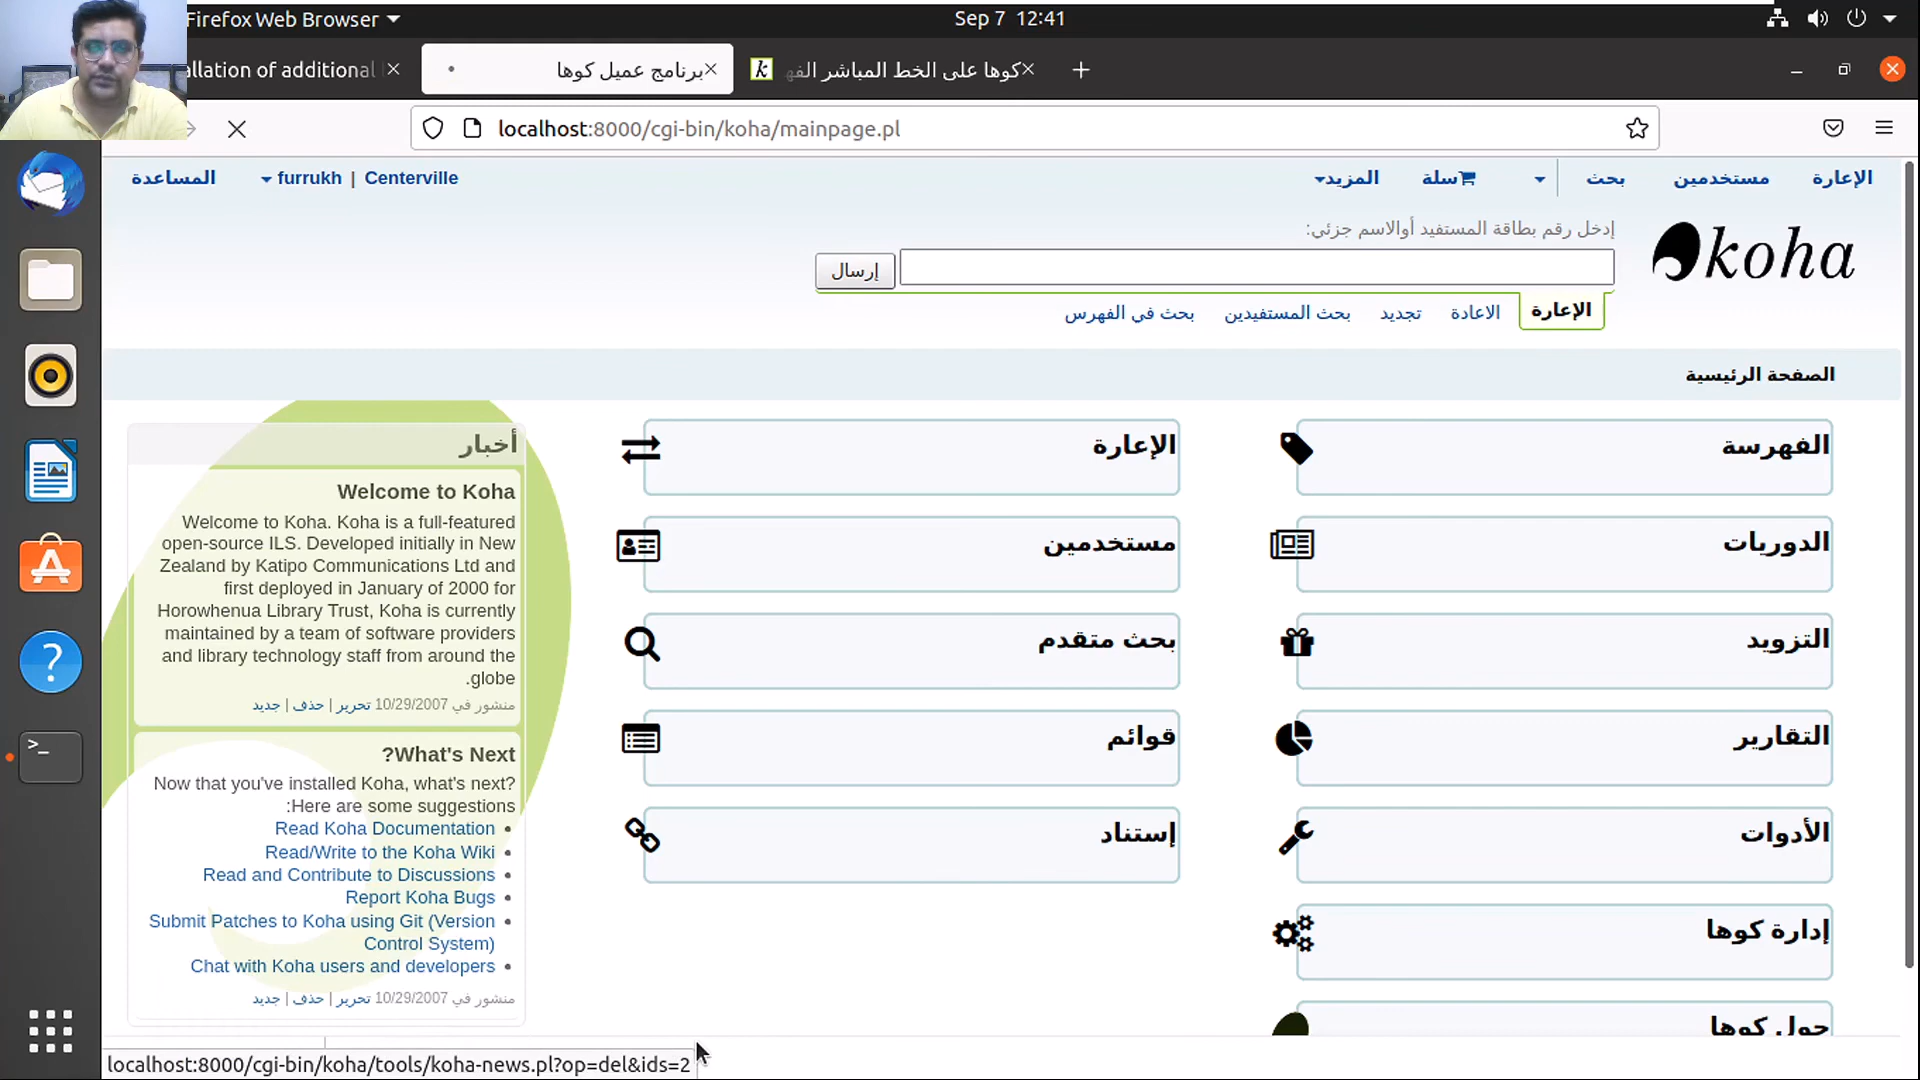 Firefox Web Browser
Sep 7 12:41
allation of additional
برنامج عميل كوها
كوها على الخط المباشر الفه
localhost:8000/cgi-bin/koha/mainpage.pl
الإعارة
مستخدمين
بحث
سلة
المزيد
furrukh | Centerville
المساعدة
koha
إدخل رقم بطاقة المستفيد أوالاسم جزئي:
إرسال
الإعارة
الاعادة
تجديد
بحث المستفيدين
بحث في الفهرس
الصفحة الرئيسية
الفهرسة
الدوريات
التزويد
التقارير
الأدوات
إدارة كوها
حول كوها
الإعارة
مستخدمين
بحث متقدم
قوائم
إستناد
أخبار
Welcome to Koha
Welcome to Koha. Koha is a full-featured
open-source ILS. Developed initially in New
Zealand by Katipo Communications Ltd and
first deployed in January of 2000 for
Horowhenua Library Trust, Koha is currently
maintained by a team of software providers
and library technology staff from around the
.globe
منشور في 10/29/2007 تحرير | حذف | جديد
?What's Next
Now that you've installed Koha, what's next?
:Here are some suggestions
Read Koha Documentation
Read/Write to the Koha Wiki
Read and Contribute to Discussions
Report Koha Bugs
Submit Patches to Koha using Git (Version
Control System)
Chat with Koha users and developers
منشور في 10/29/2007 تحرير | حذف | جديد
localhost:8000/cgi-bin/koha/tools/koha-news.pl?op=del&ids=2